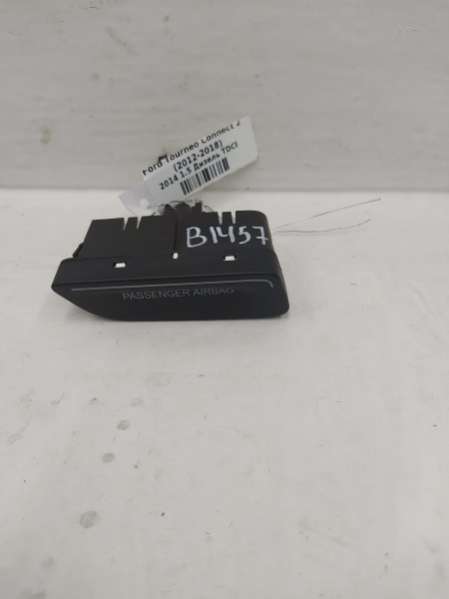 Ford Tourneo Connect 2
(2012-2018)
2014 1.5 Дизель TDCI
B1457
PASSENGER AIRBAG